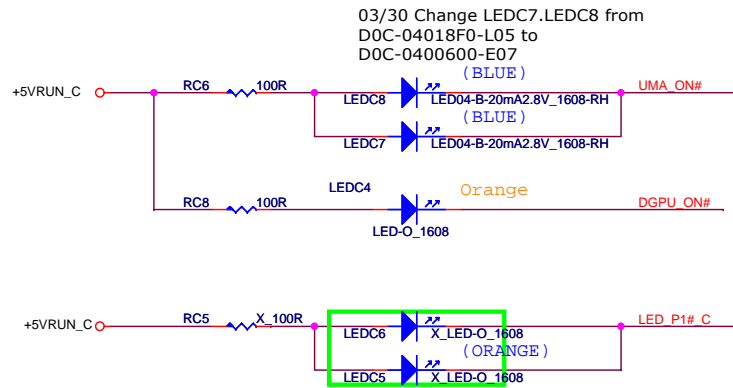 03/30 Change LEDC7.LEDC8 from
D0C-04018F0-L05 to
D0C-0400600-E07
(BLUE)
+5VRUN_C RC6 100R LEDC8 LED04-B-20mA2.8V_1608-RH UMA_ON#
(BLUE)
LEDC7 LED04-B-20mA2.8V_1608-RH
LEDC4 Orange
RC8 100R DGPU_ON#
LED-O_1608
+5VRUN_C RC5 X_100R LEDC6 X_LED-O_1608 LED_P1#_C
(ORANGE)
LEDC5 X_LED-O_1608